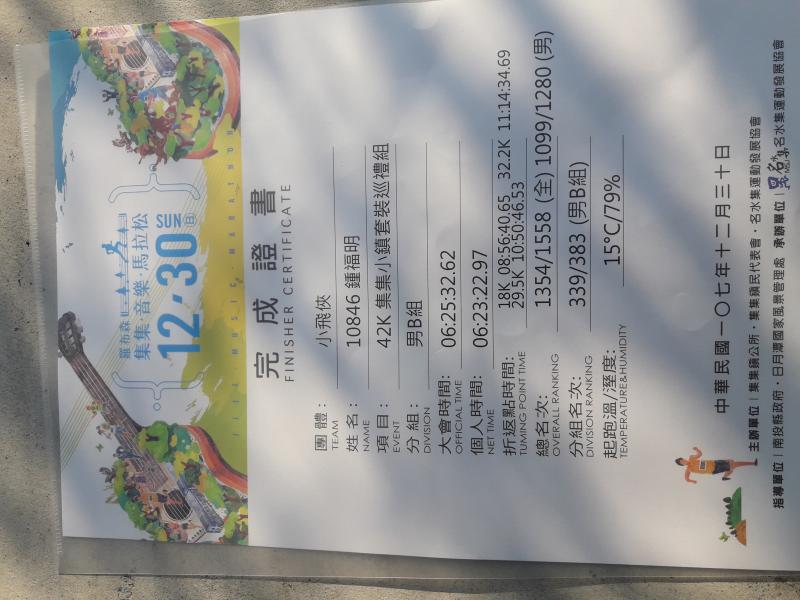 羅布森
集集·音樂·馬拉松
12·30 SUN 日
JIJI MUSIC MARATHON
完成證書
FINISHER CERTIFICATE
團體： 小飛俠
TEAM
姓名： 10846 鍾福明
NAME
項目： 42K 集集小鎮套裝巡禮組
EVENT
分組： 男B組
DIVISION
大會時間： 06:25:32.62
OFFICIAL TIME
個人時間： 06:23:22.97
NET TIME
折返點時間： 18K 08:56:40.65 32.2K 11:14:34.69
29.5K 10:50:46.53
TUMING POINT TIME
總名次： 1354/1558 (全) 1099/1280 (男)
OVERALL RANKING
分組名次： 339/383 (男B組)
DIVISION RANKING
起跑溫/溼度： 15°C/79%
TEMPERATURE&HUMIDITY
中華民國一〇七年十二月三十日
主辦單位｜集集鎮公所·集集鎮民代表會·名水集運動發展協會
指導單位｜南投縣政府·日月潭國家風景管理處 承辦單位｜名水集運動發展協會